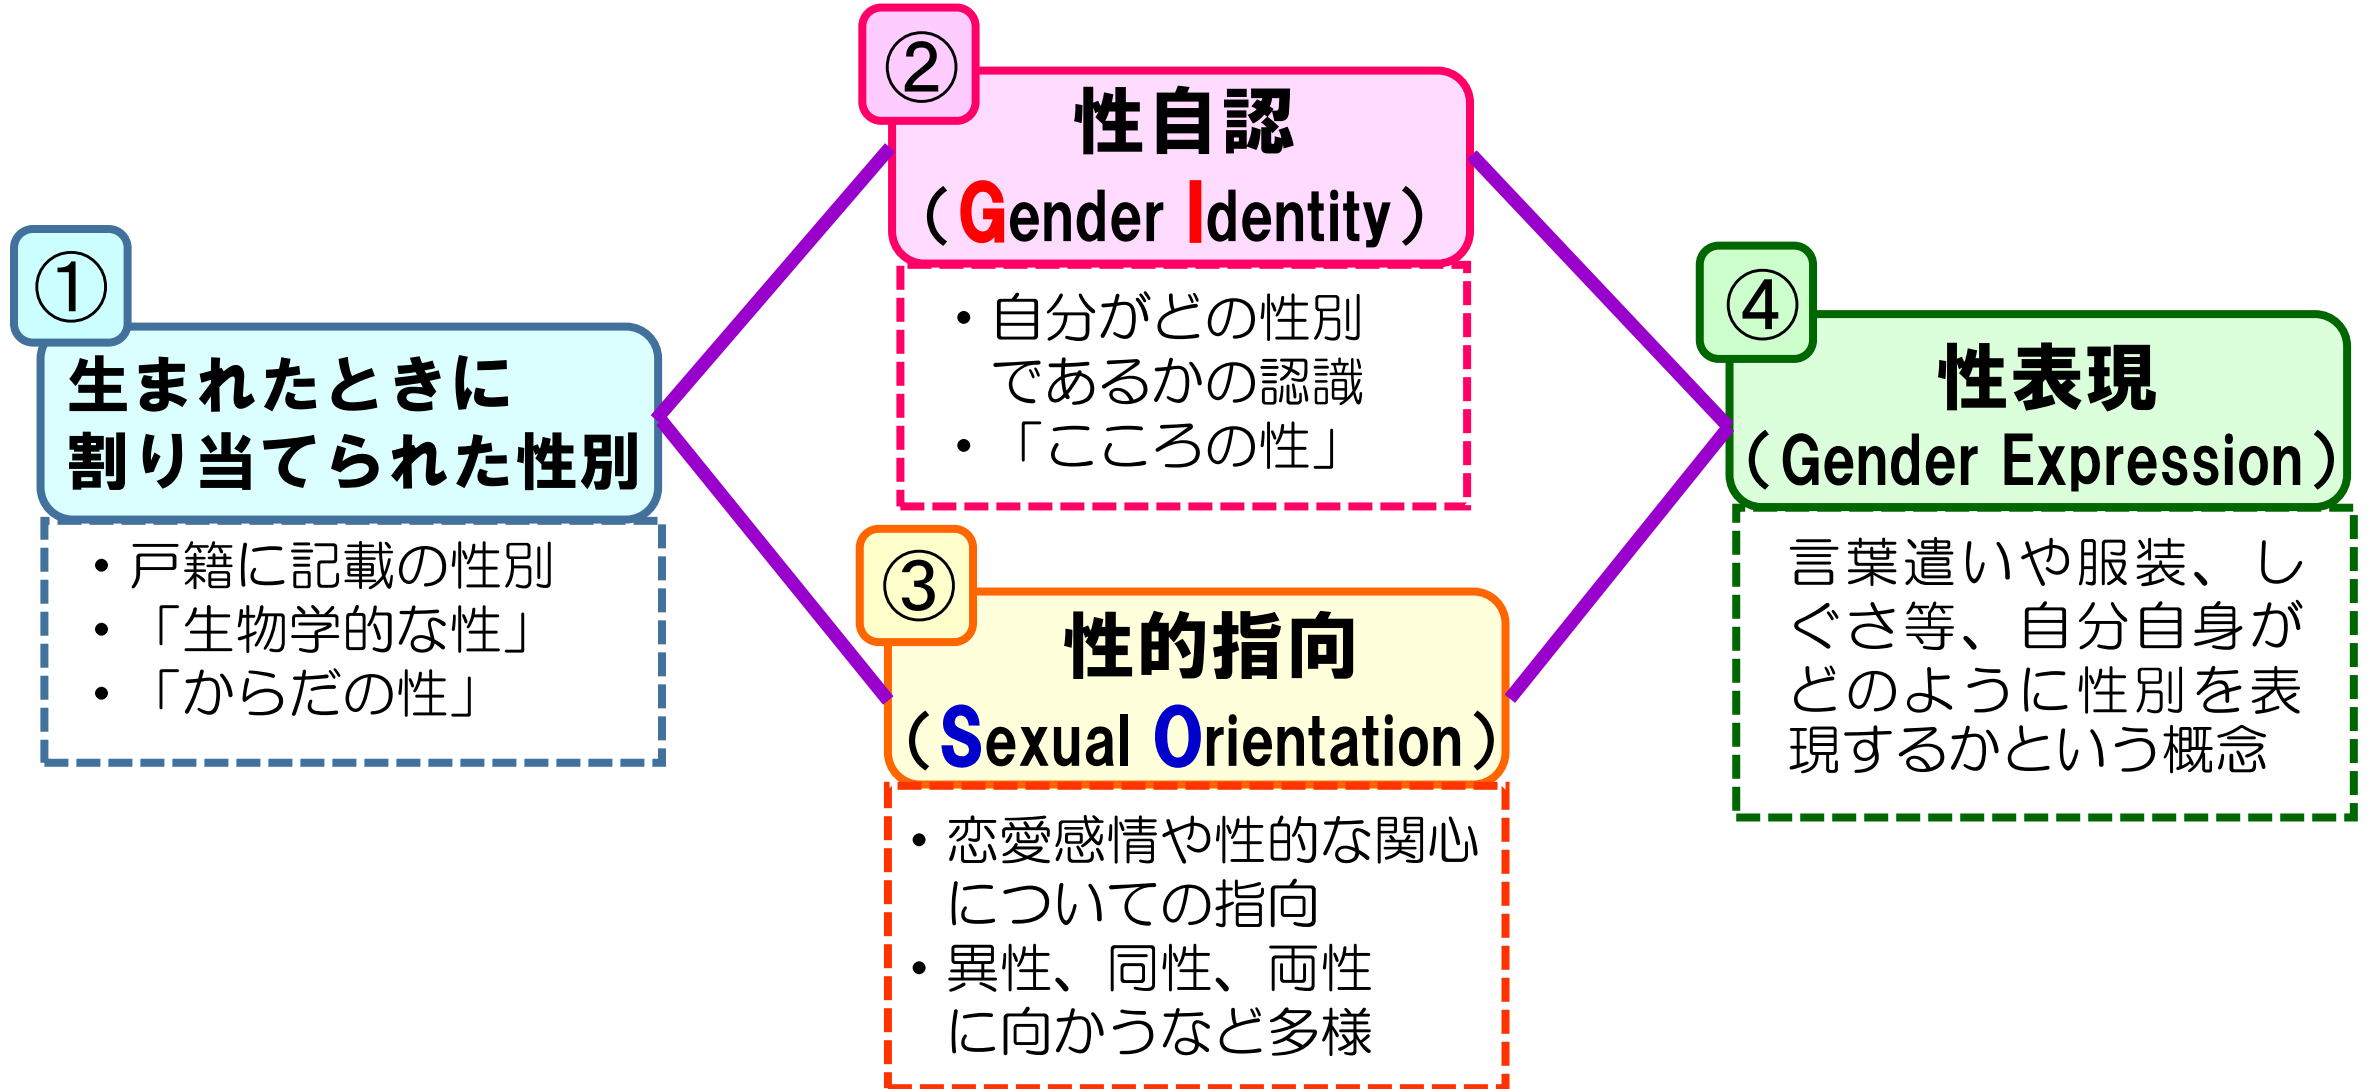 ①
生まれたときに
割り当てられた性別
・戸籍に記載の性別
・「生物学的な性」
・「からだの性」
②
性自認
（Gender Identity）
・自分がどの性別
であるかの認識
・「こころの性」
③
性的指向
（Sexual Orientation）
・恋愛感情や性的な関心
についての指向
・異性、同性、両性
に向かうなど多様
④
性表現
（Gender Expression）
言葉遣いや服装、し
ぐさ等、自分自身が
どのように性別を表
現するかという概念